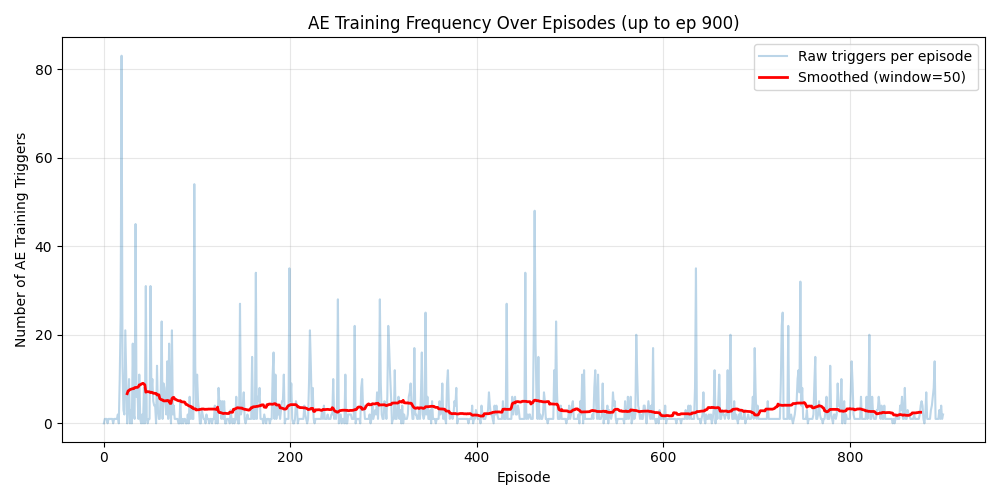 AE Training Frequency Over Episodes (up to ep 900)
Raw triggers per episode
Smoothed (window=50)
Number of AE Training Triggers
80
60
40
20
0
0 200 400 600 800
Episode